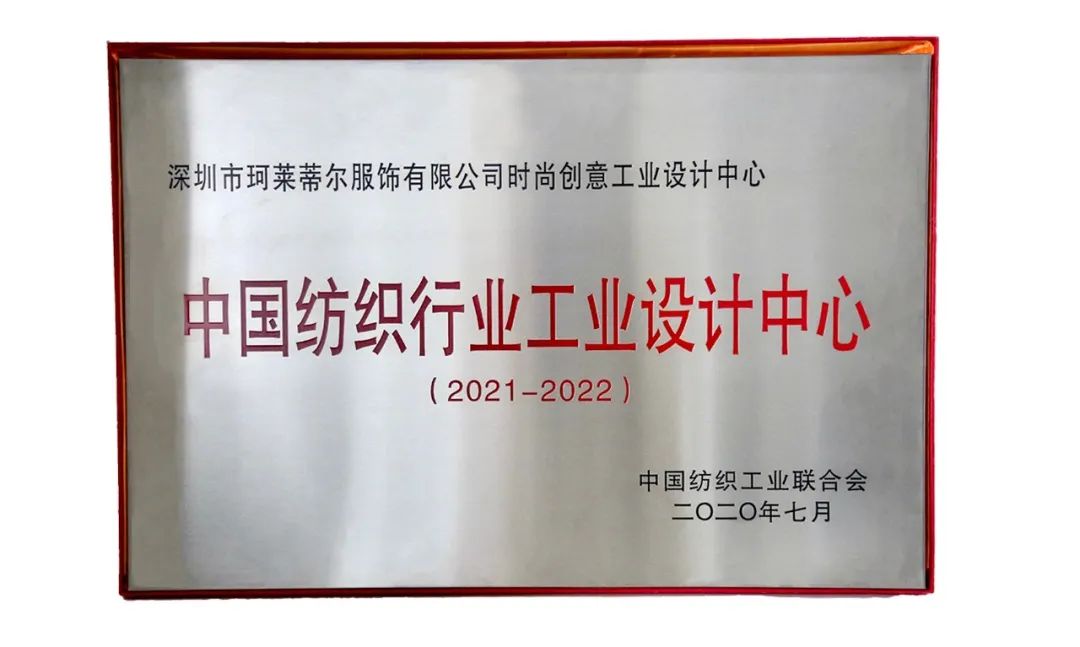 深圳市珂莱蒂尔服饰有限公司时尚创意工业设计中心
中国纺织行业工业设计中心
（2021-2022）
中国纺织工业联合会
二〇二〇年七月